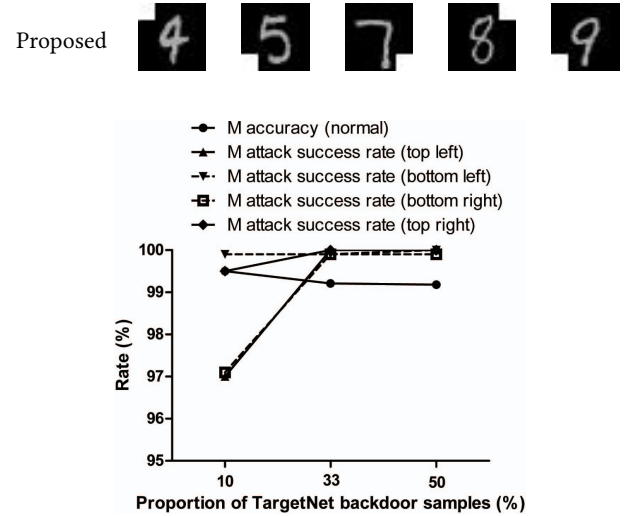 Proposed 4 5 7 8 9
M accuracy (normal)
M attack success rate (top left)
M attack success rate (bottom left)
M attack success rate (bottom right)
M attack success rate (top right)
100
99
98
97
96
95
Rate (%)
10 33 50
Proportion of TargetNet backdoor samples (%)